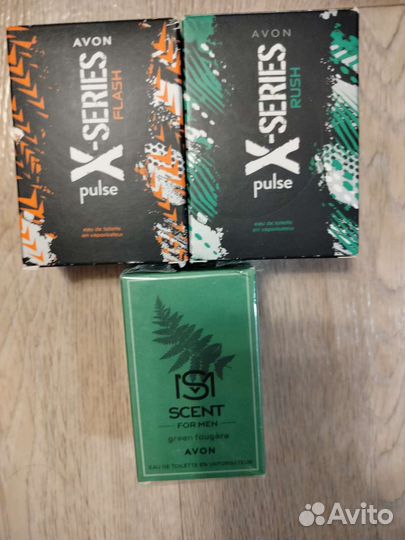 AVON
X-SERIES
FLASH
pulse
eau de toilette
en vaporisateur
AVON
X-SERIES
RUSH
pulse
eau de toilette
en vaporisateur
SM
SCENT
FOR MEN
green fougère
AVON
EAU DE TOILETTE EN VAPORISATEUR
Avito